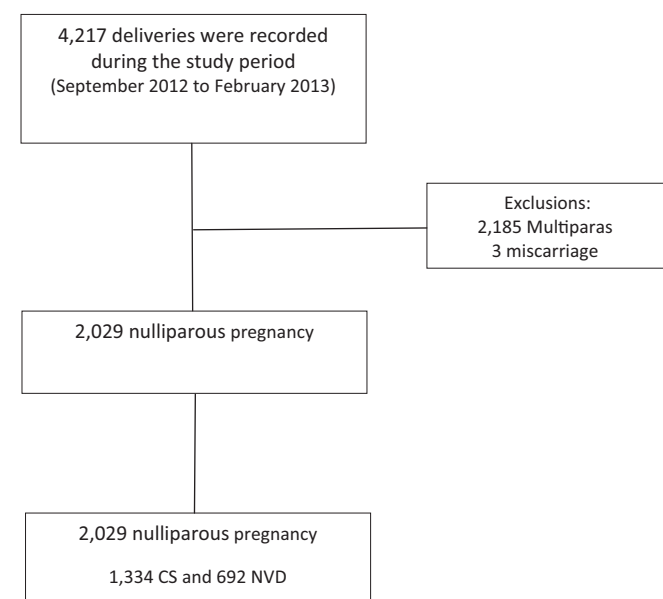 4,217 deliveries were recorded
during the study period
(September 2012 to February 2013)
Exclusions:
2,185 Multiparas
3 miscarriage
2,029 nulliparous pregnancy
2,029 nulliparous pregnancy
1,334 CS and 692 NVD